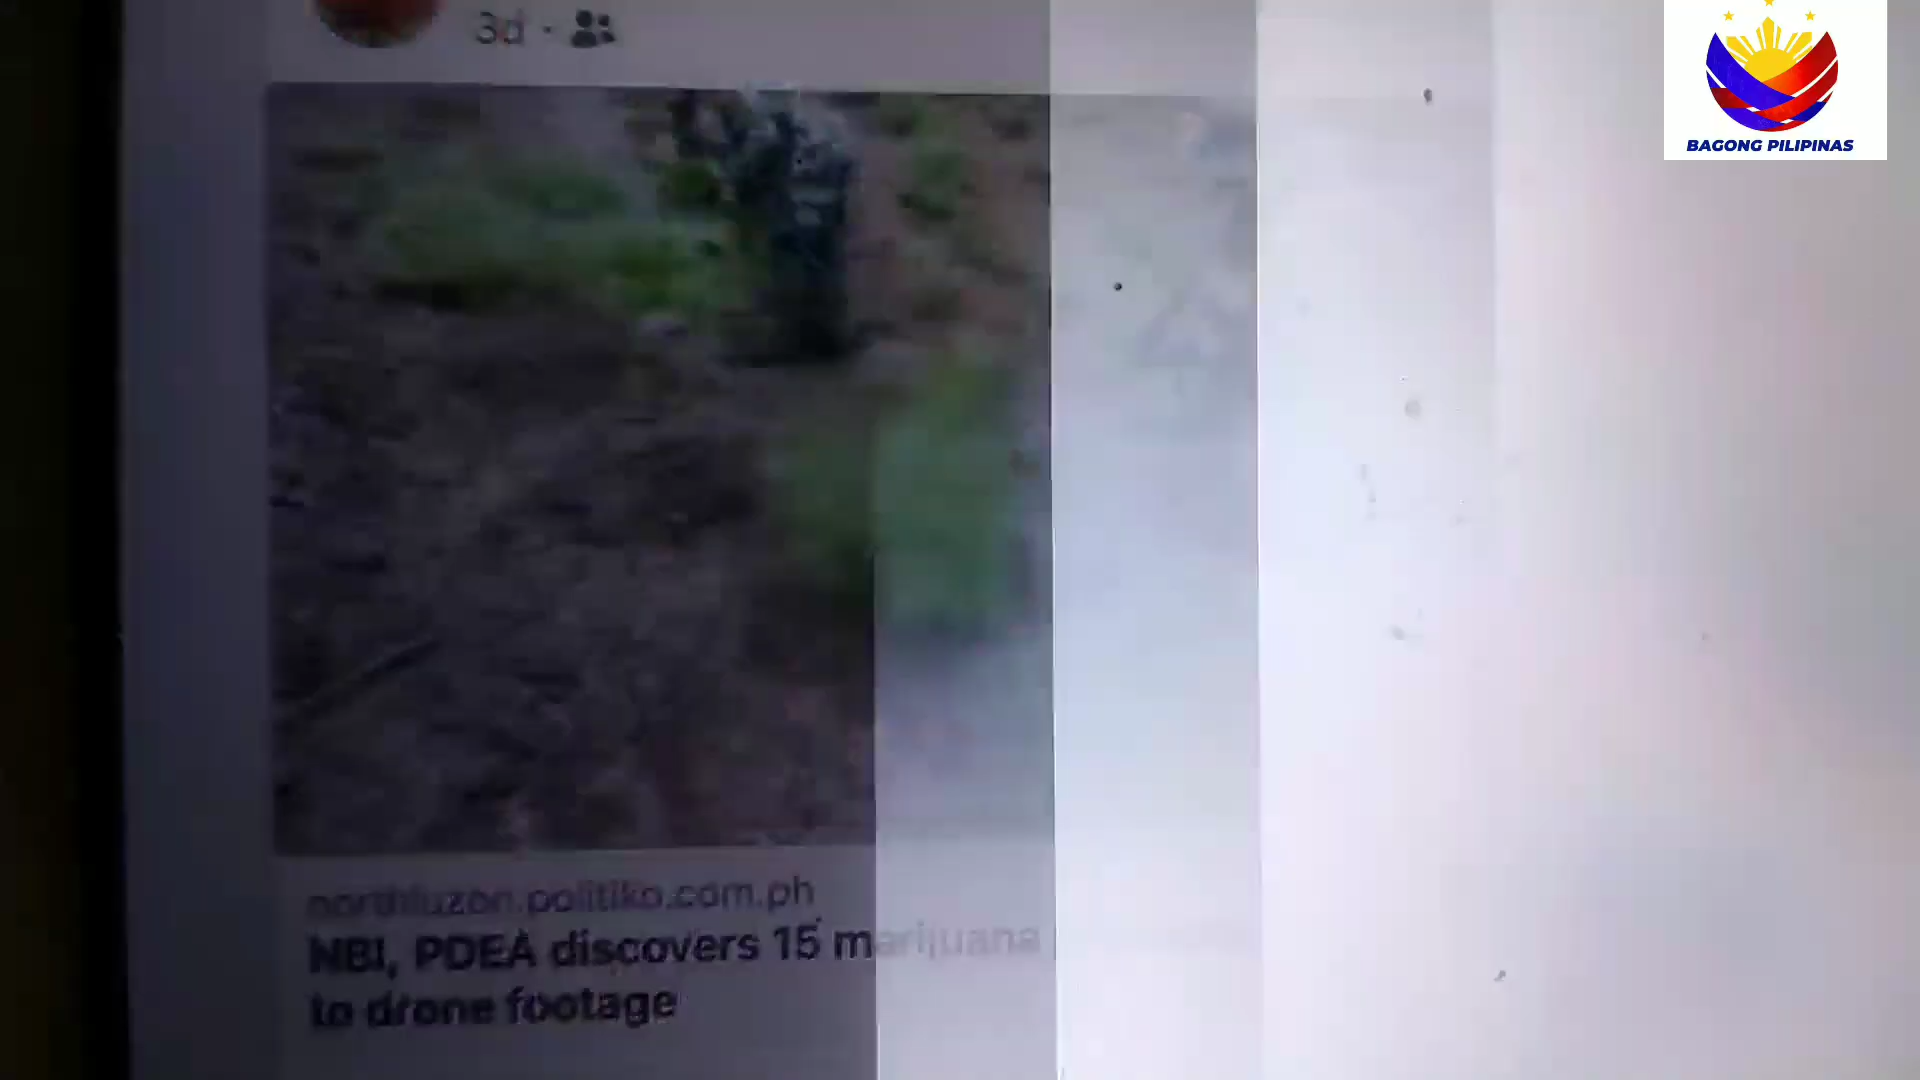 3d
BAGONG PILIPINAS
northluzon.politiko.com.ph
NBI, PDEA discovers 15 marijuana
to drone footage